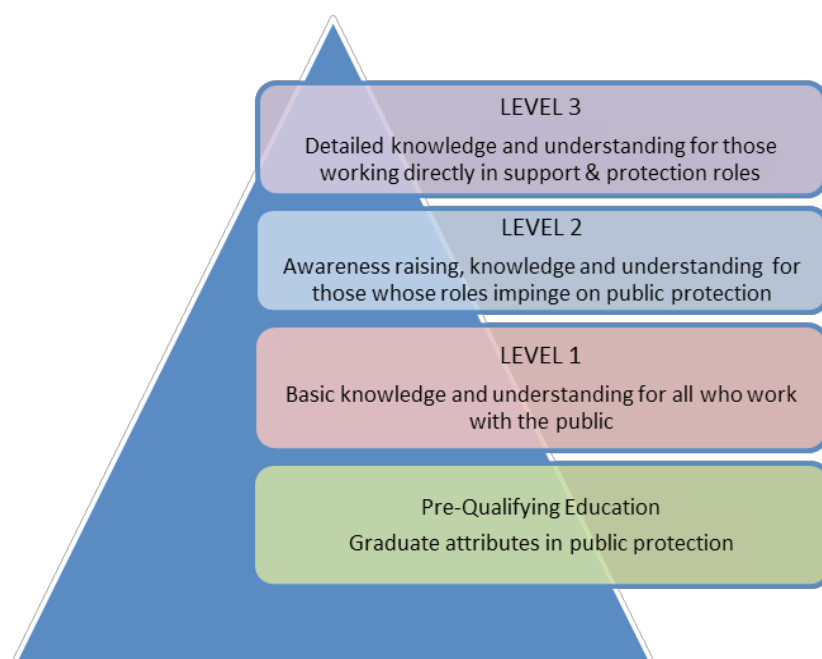 LEVEL 3
Detailed knowledge and understanding for those
working directly in support & protection roles
LEVEL 2
Awareness raising, knowledge and understanding for
those whose roles impinge on public protection
LEVEL 1
Basic knowledge and understanding for all who work
with the public
Pre-Qualifying Education
Graduate attributes in public protection